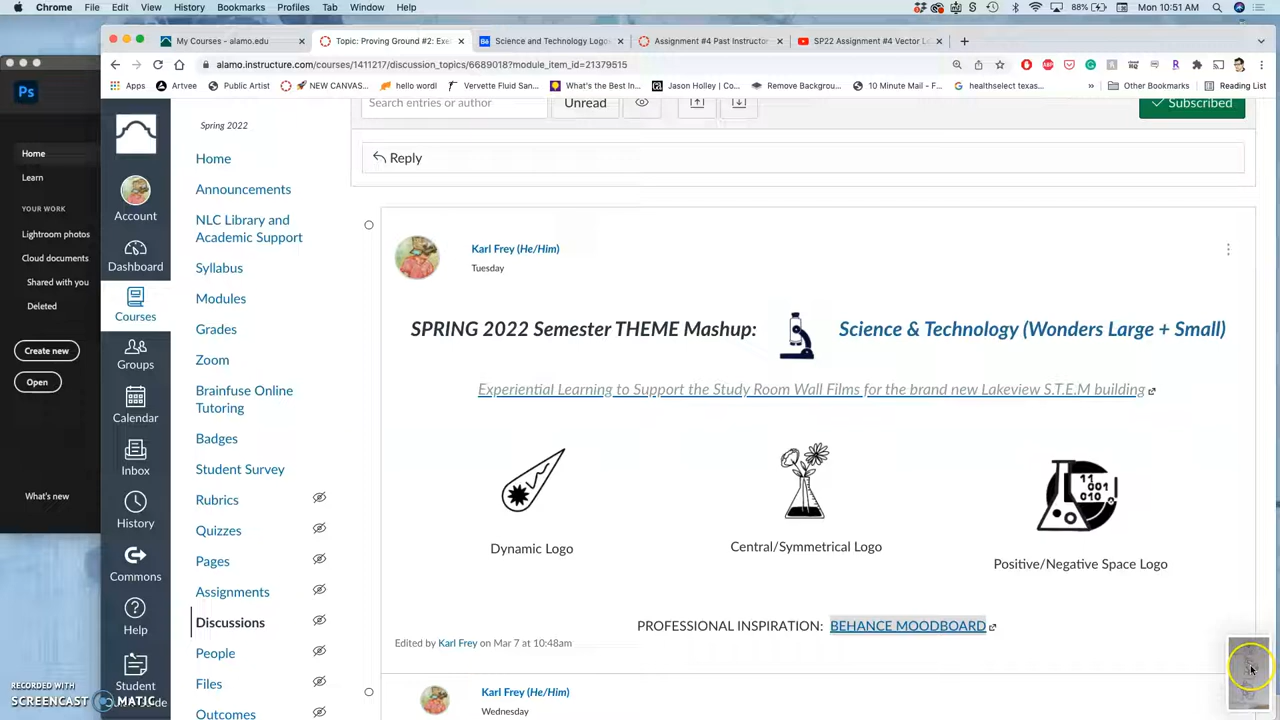 Chrome File Edit View History Bookmarks Profiles Tab Window Help 88% Mon 10:51 AM
My Courses - alamo.edu Topic: Proving Ground #2: Exe Science and Technology Logo Assignment #4 Past Instructor SP22 Assignment #4 Vector L
alamo.instructure.com/courses/1411217/discussion_topics/6689018?module_item_id=21379515
Apps Artvee Public Artist NEW CANVAS... hello wordl Vervette Fluid San... What's the Best In... Jason Holley | Co... Remove Backgrou... 10 Minute Mail - F... healthselect texas... » Other Bookmarks Reading List
Ps
Home
Learn
YOUR WORK
Lightroom photos
Cloud documents
Shared with you
Deleted
Create new
Open
What's new
Account
Dashboard
Courses
Groups
Calendar
Inbox
History
Commons
Help
Student
RECORDED WITH
SCREENCAST MATIC
Spring 2022
Home
Announcements
NLC Library and
Academic Support
Syllabus
Modules
Grades
Zoom
Brainfuse Online
Tutoring
Badges
Student Survey
Rubrics
Quizzes
Pages
Assignments
Discussions
People
Files
Outcomes
Search entries or author Unread Subscribed
Reply
Karl Frey (He/Him)
Tuesday
SPRING 2022 Semester THEME Mashup: Science & Technology (Wonders Large + Small)
Experiential Learning to Support the Study Room Wall Films for the brand new Lakeview S.T.E.M building
11
001
010
Dynamic Logo
Central/Symmetrical Logo
Positive/Negative Space Logo
PROFESSIONAL INSPIRATION: BEHANCE MOODBOARD
Edited by Karl Frey on Mar 7 at 10:48am
Karl Frey (He/Him)
Wednesday